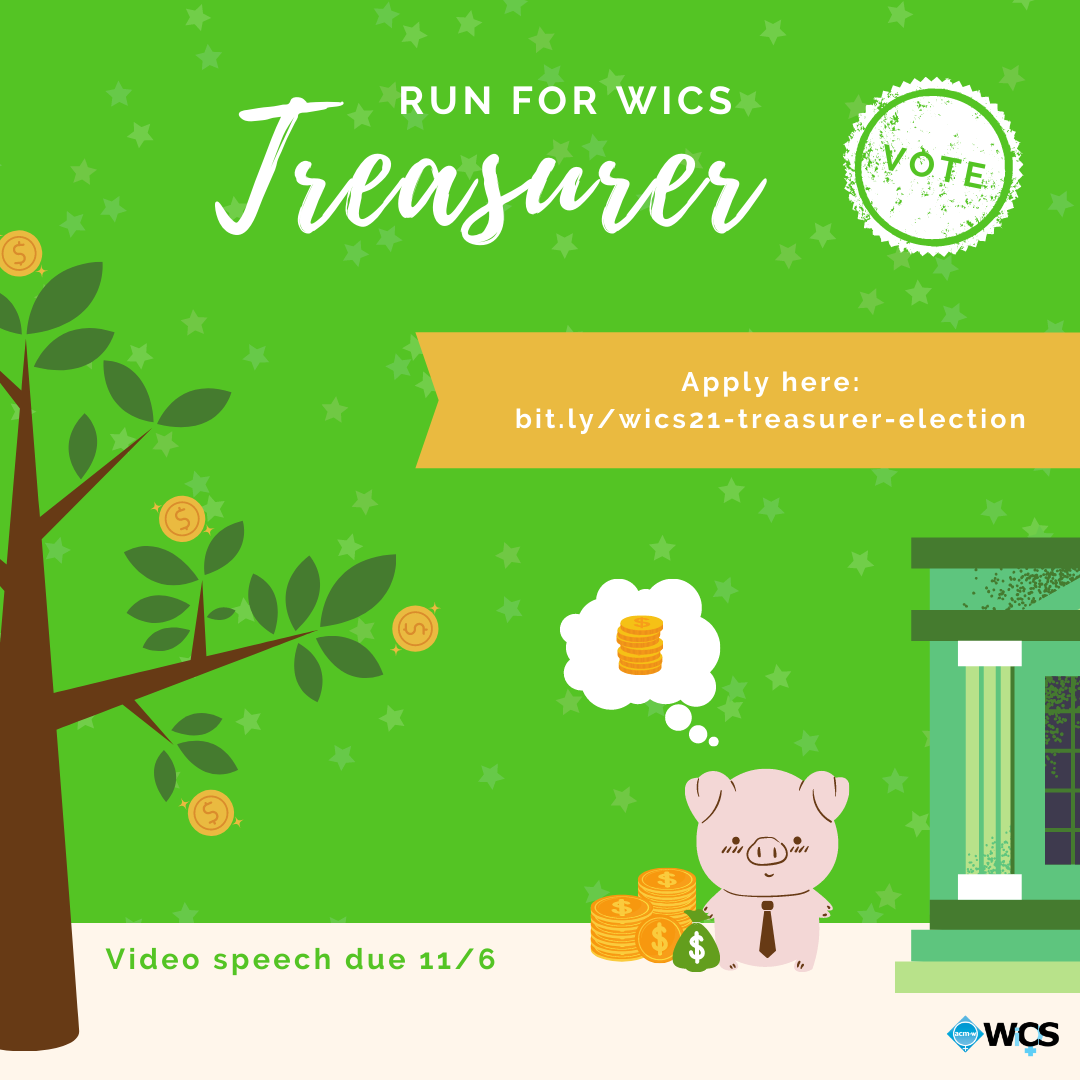 RUN FOR WICS
Treasurer
VOTE
Apply here:
bit.ly/wics21-treasurer-election
$
$
$
$
$
$
$
$
$
$
Video speech due 11/6
acm-w
WiCS